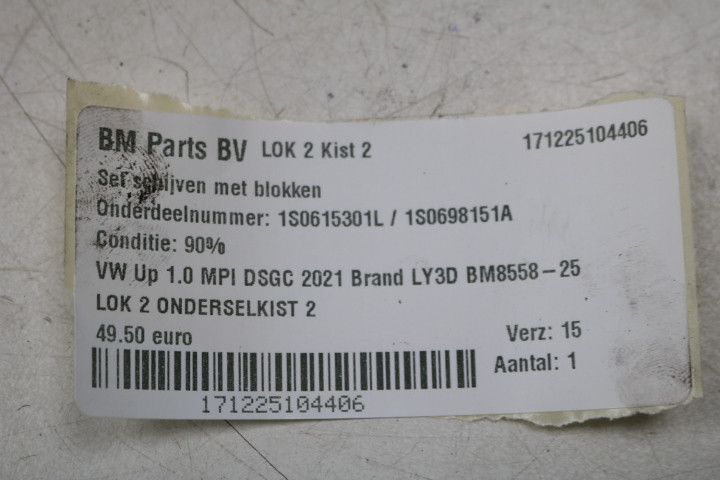 BM Parts BV LOK 2 Kist 2 171225104406
Set schijven met blokken
Onderdeelnummer: 1S0615301L / 1S0698151A
Conditie: 90%
VW Up 1.0 MPI DSGC 2021 Brand LY3D BM8558-25
LOK 2 ONDERSELKIST 2
49.50 euro Verz: 15
Aantal: 1
171225104406